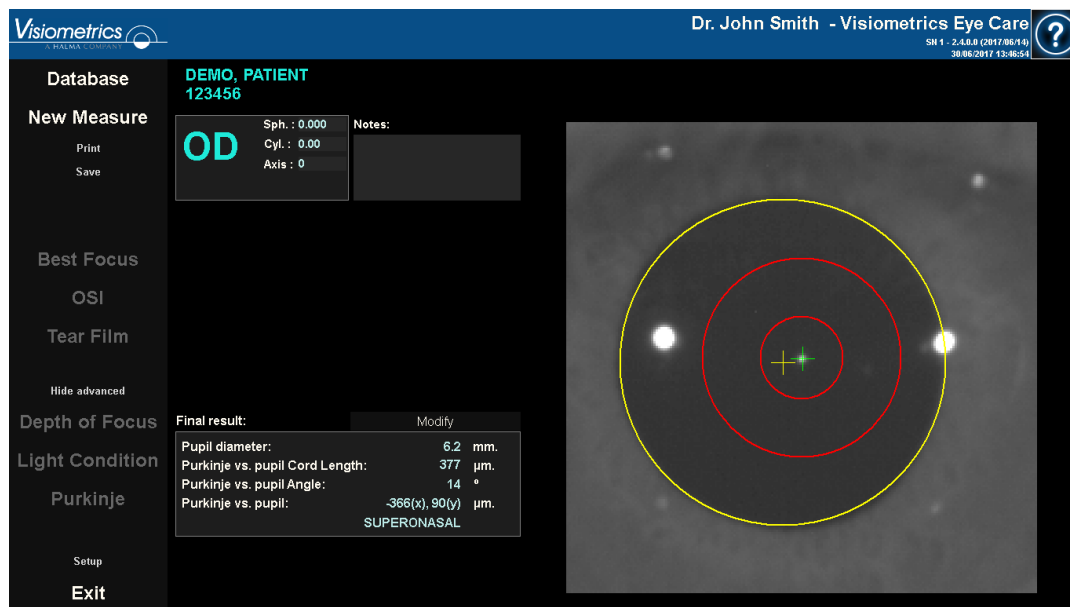 Visiometrics
A HALMA COMPANY
Dr. John Smith - Visiometrics Eye Care
SN 1 - 2.4.0.0 (2017/06/14)
30/06/2017 13:46:54
?
Database
New Measure
Print
Save
Best Focus
OSI
Tear Film
Hide advanced
Depth of Focus
Light Condition
Purkinje
Setup
Exit
DEMO, PATIENT
123456
OD
Sph. : 0.000
Cyl. : 0.00
Axis : 0
Notes:
Final result: Modify
Pupil diameter: 6.2 mm.
Purkinje vs. pupil Cord Length: 377 µm.
Purkinje vs. pupil Angle: 14 º
Purkinje vs. pupil: -366(x), 90(y) µm.
SUPERONASAL